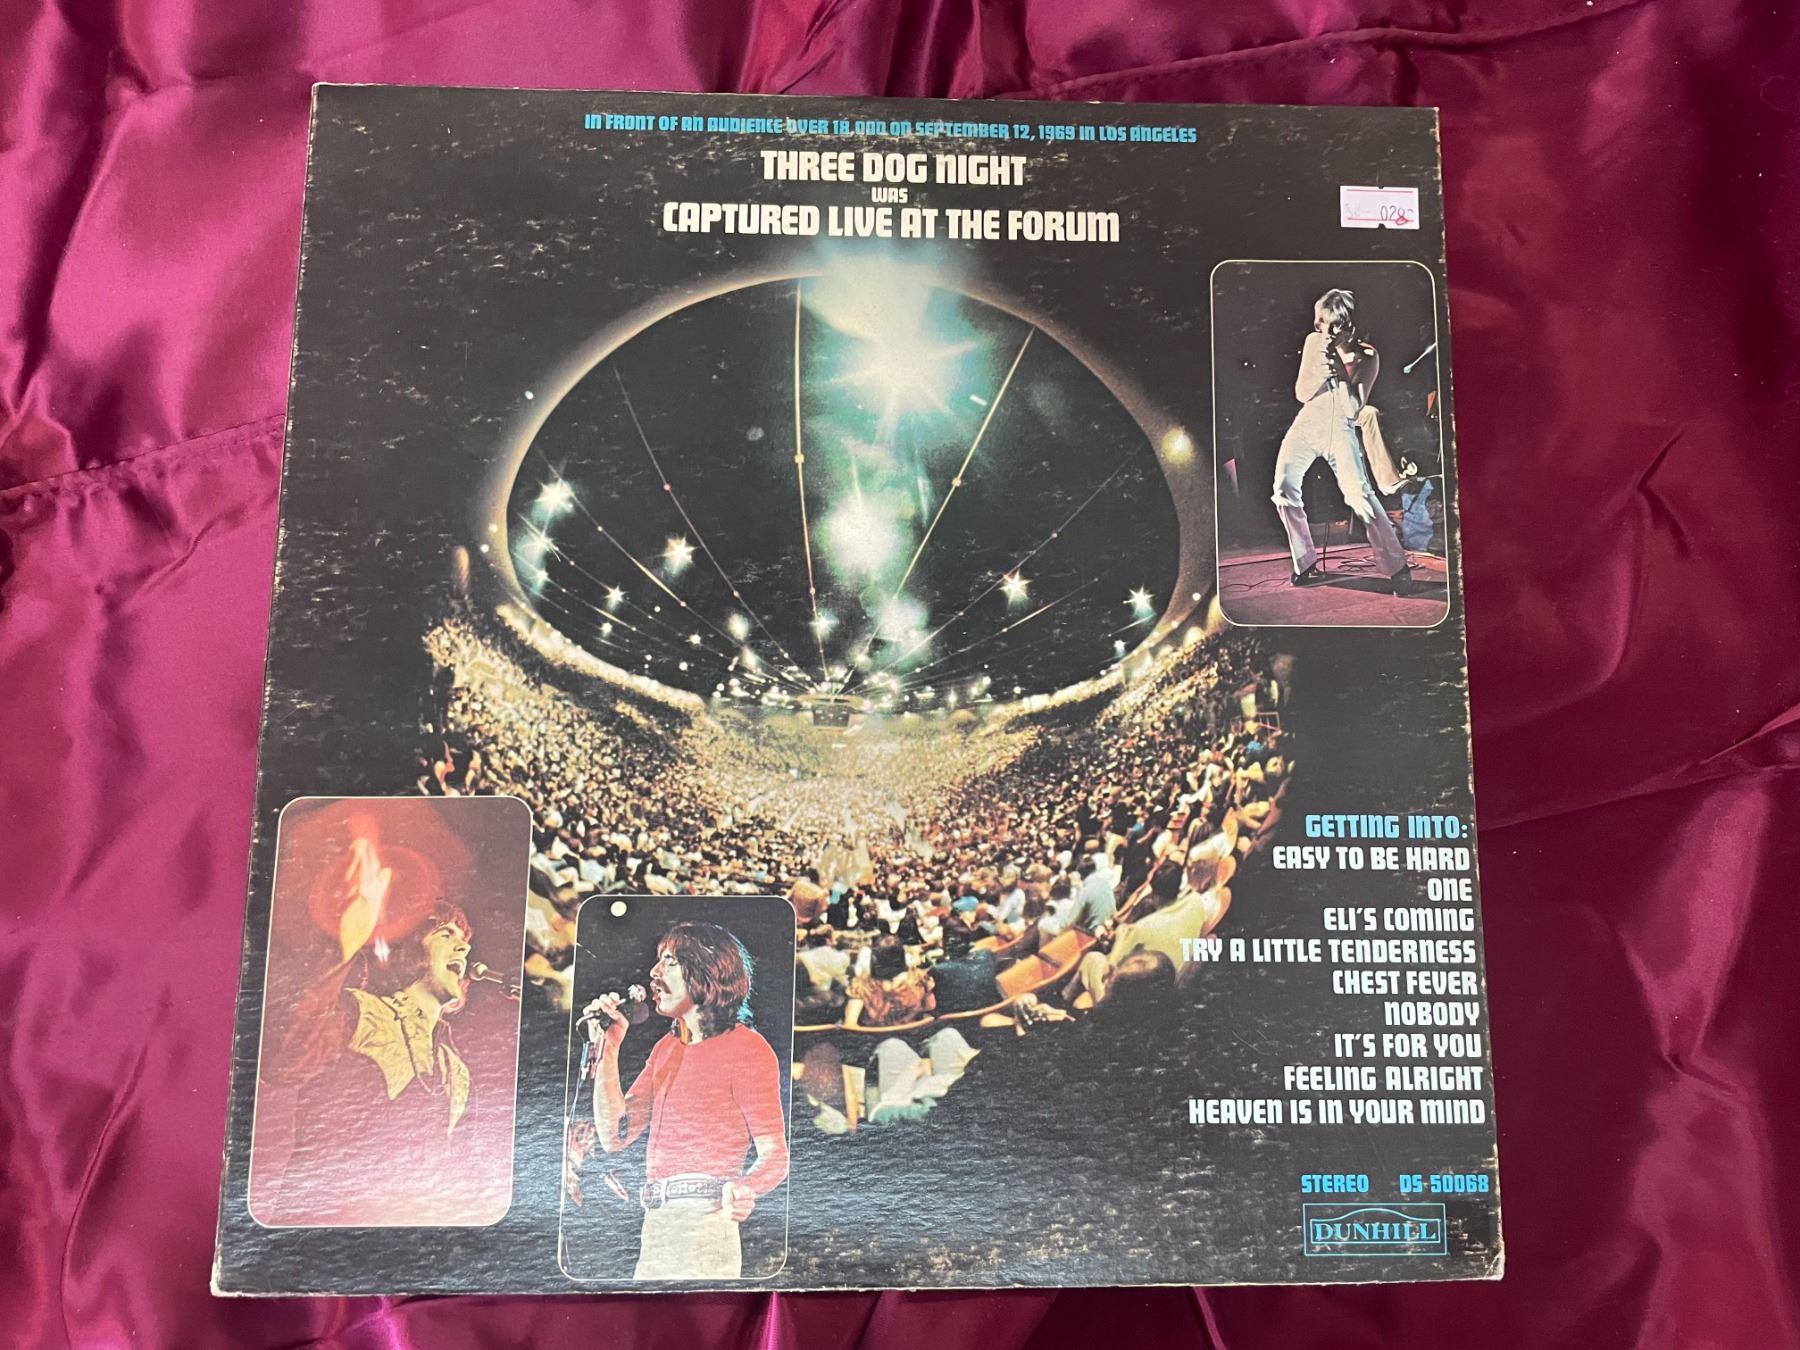 IN FRONT OF AN AUDIENCE OVER 18,000 ON SEPTEMBER 12, 1969 IN LOS ANGELES
THREE DOG NIGHT
WAS
CAPTURED LIVE AT THE FORUM
GETTING INTO:
EASY TO BE HARD
ONE
ELI'S COMING
TRY A LITTLE TENDERNESS
CHEST FEVER
NOBODY
IT'S FOR YOU
FEELING ALRIGHT
HEAVEN IS IN YOUR MIND
STEREO DS-50068
DUNHILL